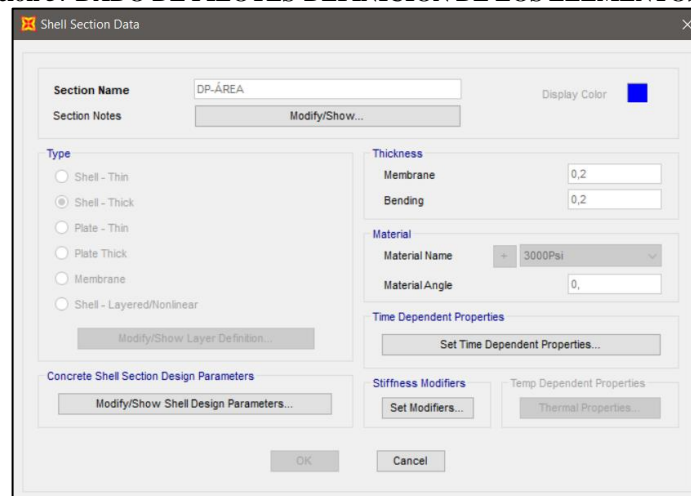 Shell Section Data
Section Name DP-ÁREA Display Color
Section Notes Modify/Show...
Type
Shell - Thin
Shell - Thick
Plate - Thin
Plate Thick
Membrane
Shell - Layered/Nonlinear
Modify/Show Layer Definition...
Concrete Shell Section Design Parameters
Modify/Show Shell Design Parameters...
Thickness
Membrane 0,2
Bending 0,2
Material
Material Name + 3000Psi
Material Angle 0,
Time Dependent Properties
Set Time Dependent Properties...
Stiffness Modifiers
Set Modifiers...
Temp Dependent Properties
Thermal Properties...
OK Cancel